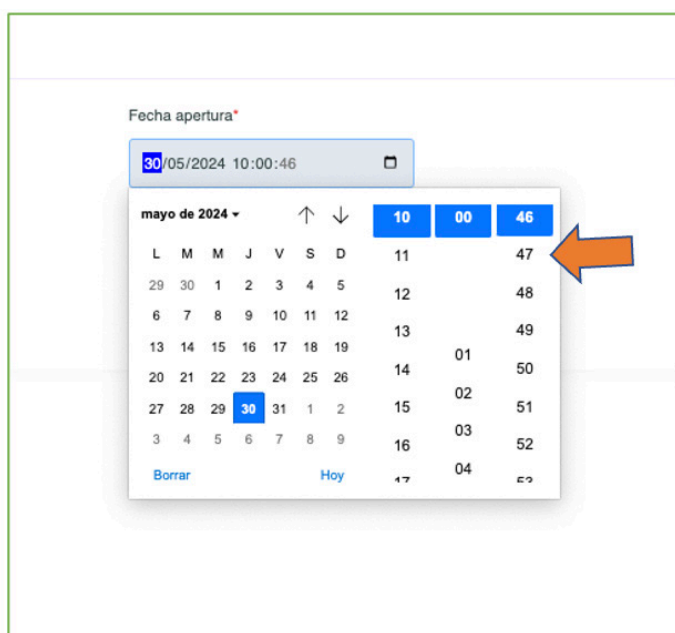 Fecha apertura*
30/05/2024 10:00:46
mayo de 2024
L M M J V S D
29 30 1 2 3 4 5
6 7 8 9 10 11 12
13 14 15 16 17 18 19
20 21 22 23 24 25 26
27 28 29 30 31 1 2
3 4 5 6 7 8 9
Borrar Hoy
10 00 46
11 47
12 48
13 49
01
14 50
02
15 51
03
16 52
04
17 53